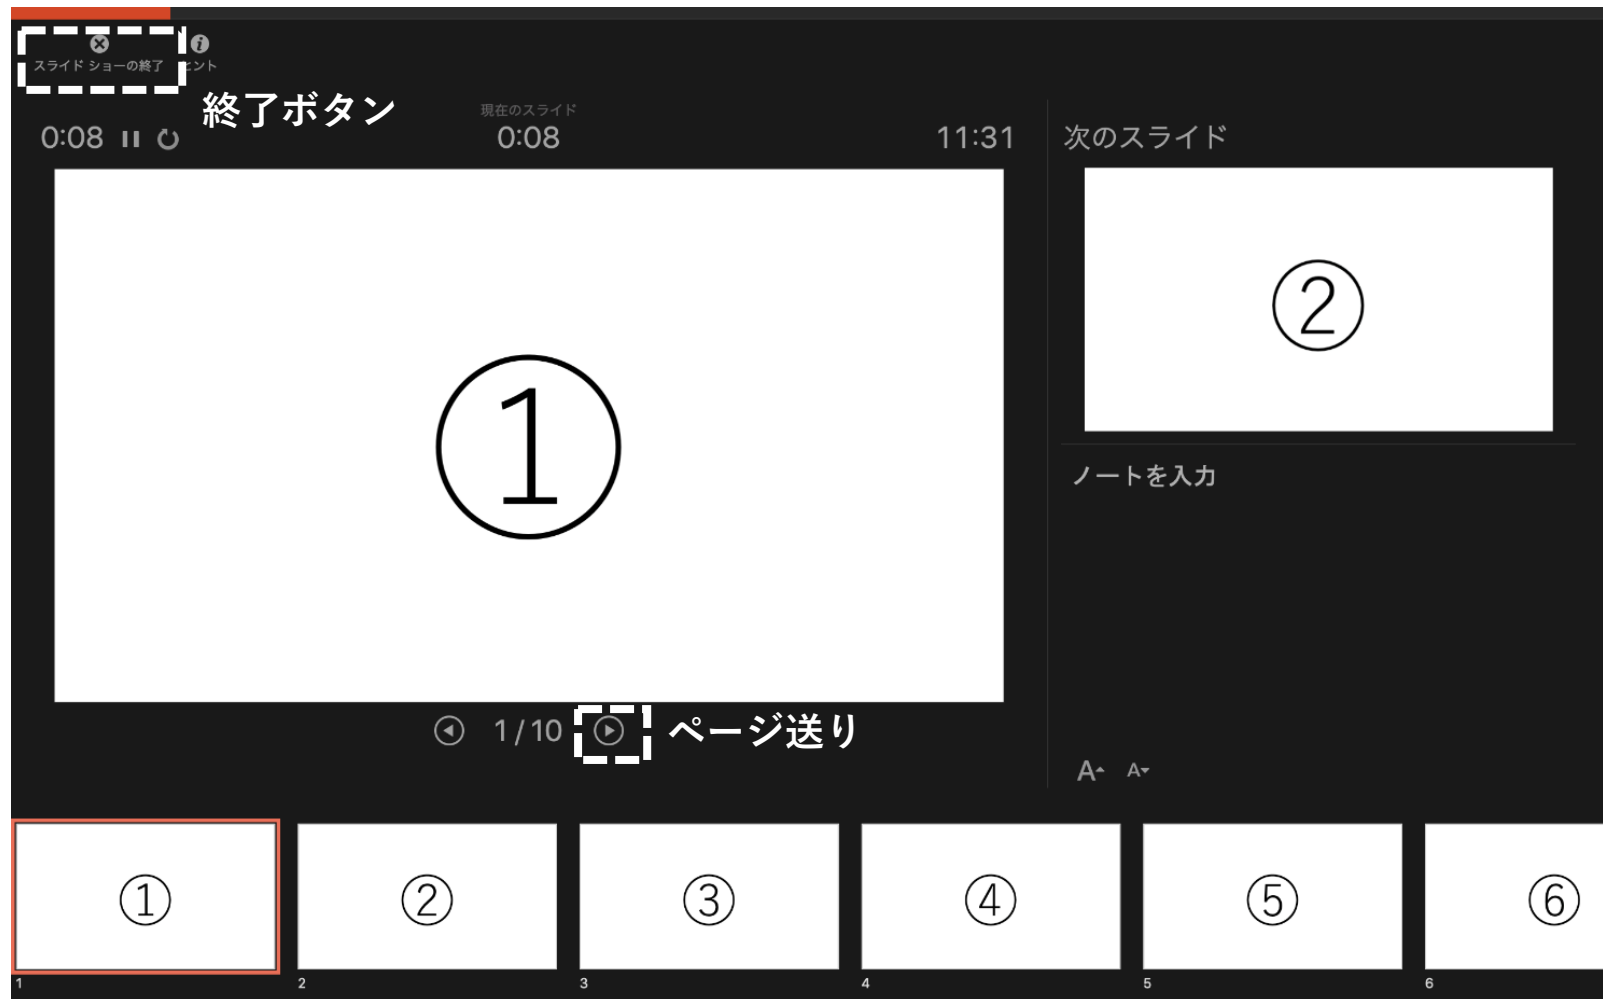 スライド ショーの終了
ヒント
終了ボタン
0:08
現在のスライド
0:08
11:31
次のスライド
①
②
ノートを入力
1/10
ページ送り
A A
①
②
③
④
⑤
⑥
1
2
3
4
5
6